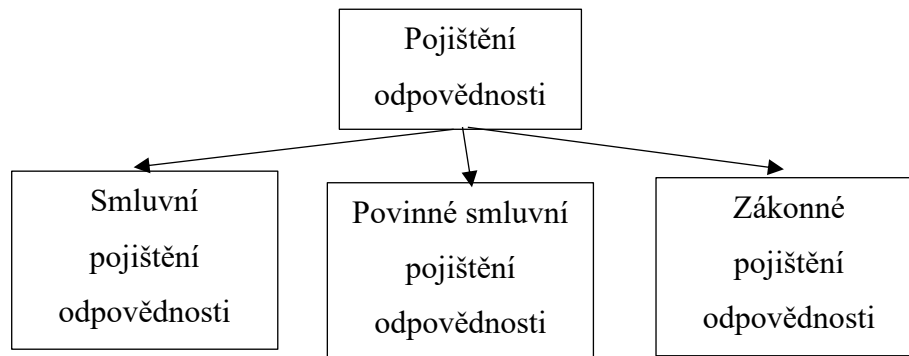 Pojištění
odpovědnosti
Smluvní
pojištění
odpovědnosti
Povinné smluvní
pojištění
odpovědnosti
Zákonné
pojištění
odpovědnosti